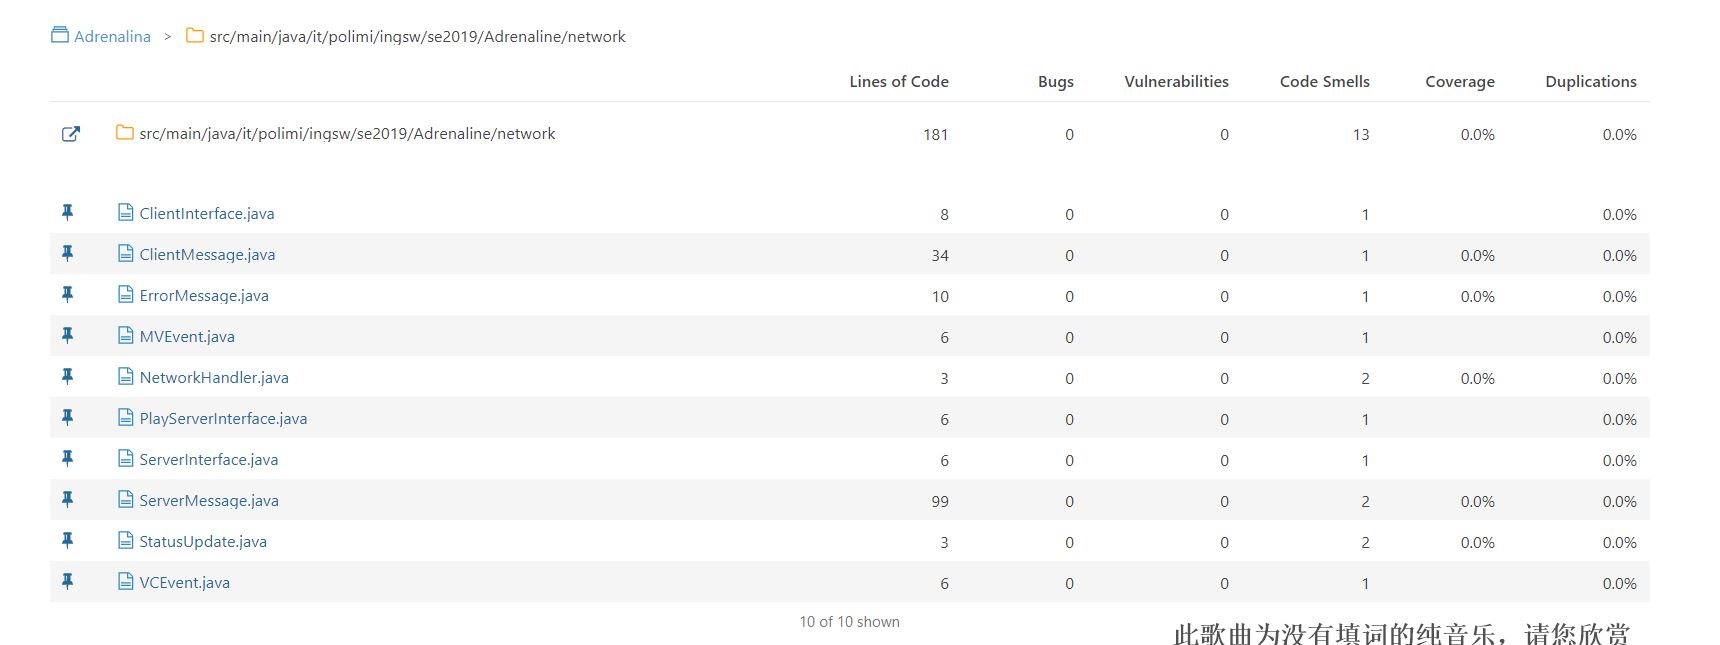 Adrenalina > src/main/java/it/polimi/ingsw/se2019/Adrenaline/network
Lines of Code Bugs Vulnerabilities Code Smells Coverage Duplications
src/main/java/it/polimi/ingsw/se2019/Adrenaline/network 181 0 0 13 0.0% 0.0%
ClientInterface.java 8 0 0 1 0.0%
ClientMessage.java 34 0 0 1 0.0% 0.0%
ErrorMessage.java 10 0 0 1 0.0% 0.0%
MVEvent.java 6 0 0 1 0.0%
NetworkHandler.java 3 0 0 2 0.0% 0.0%
PlayServerInterface.java 6 0 0 1 0.0%
ServerInterface.java 6 0 0 1 0.0%
ServerMessage.java 99 0 0 2 0.0% 0.0%
StatusUpdate.java 3 0 0 2 0.0% 0.0%
VCEvent.java 6 0 0 1 0.0%
10 of 10 shown
此歌曲为没有填词的纯音乐，请您欣赏